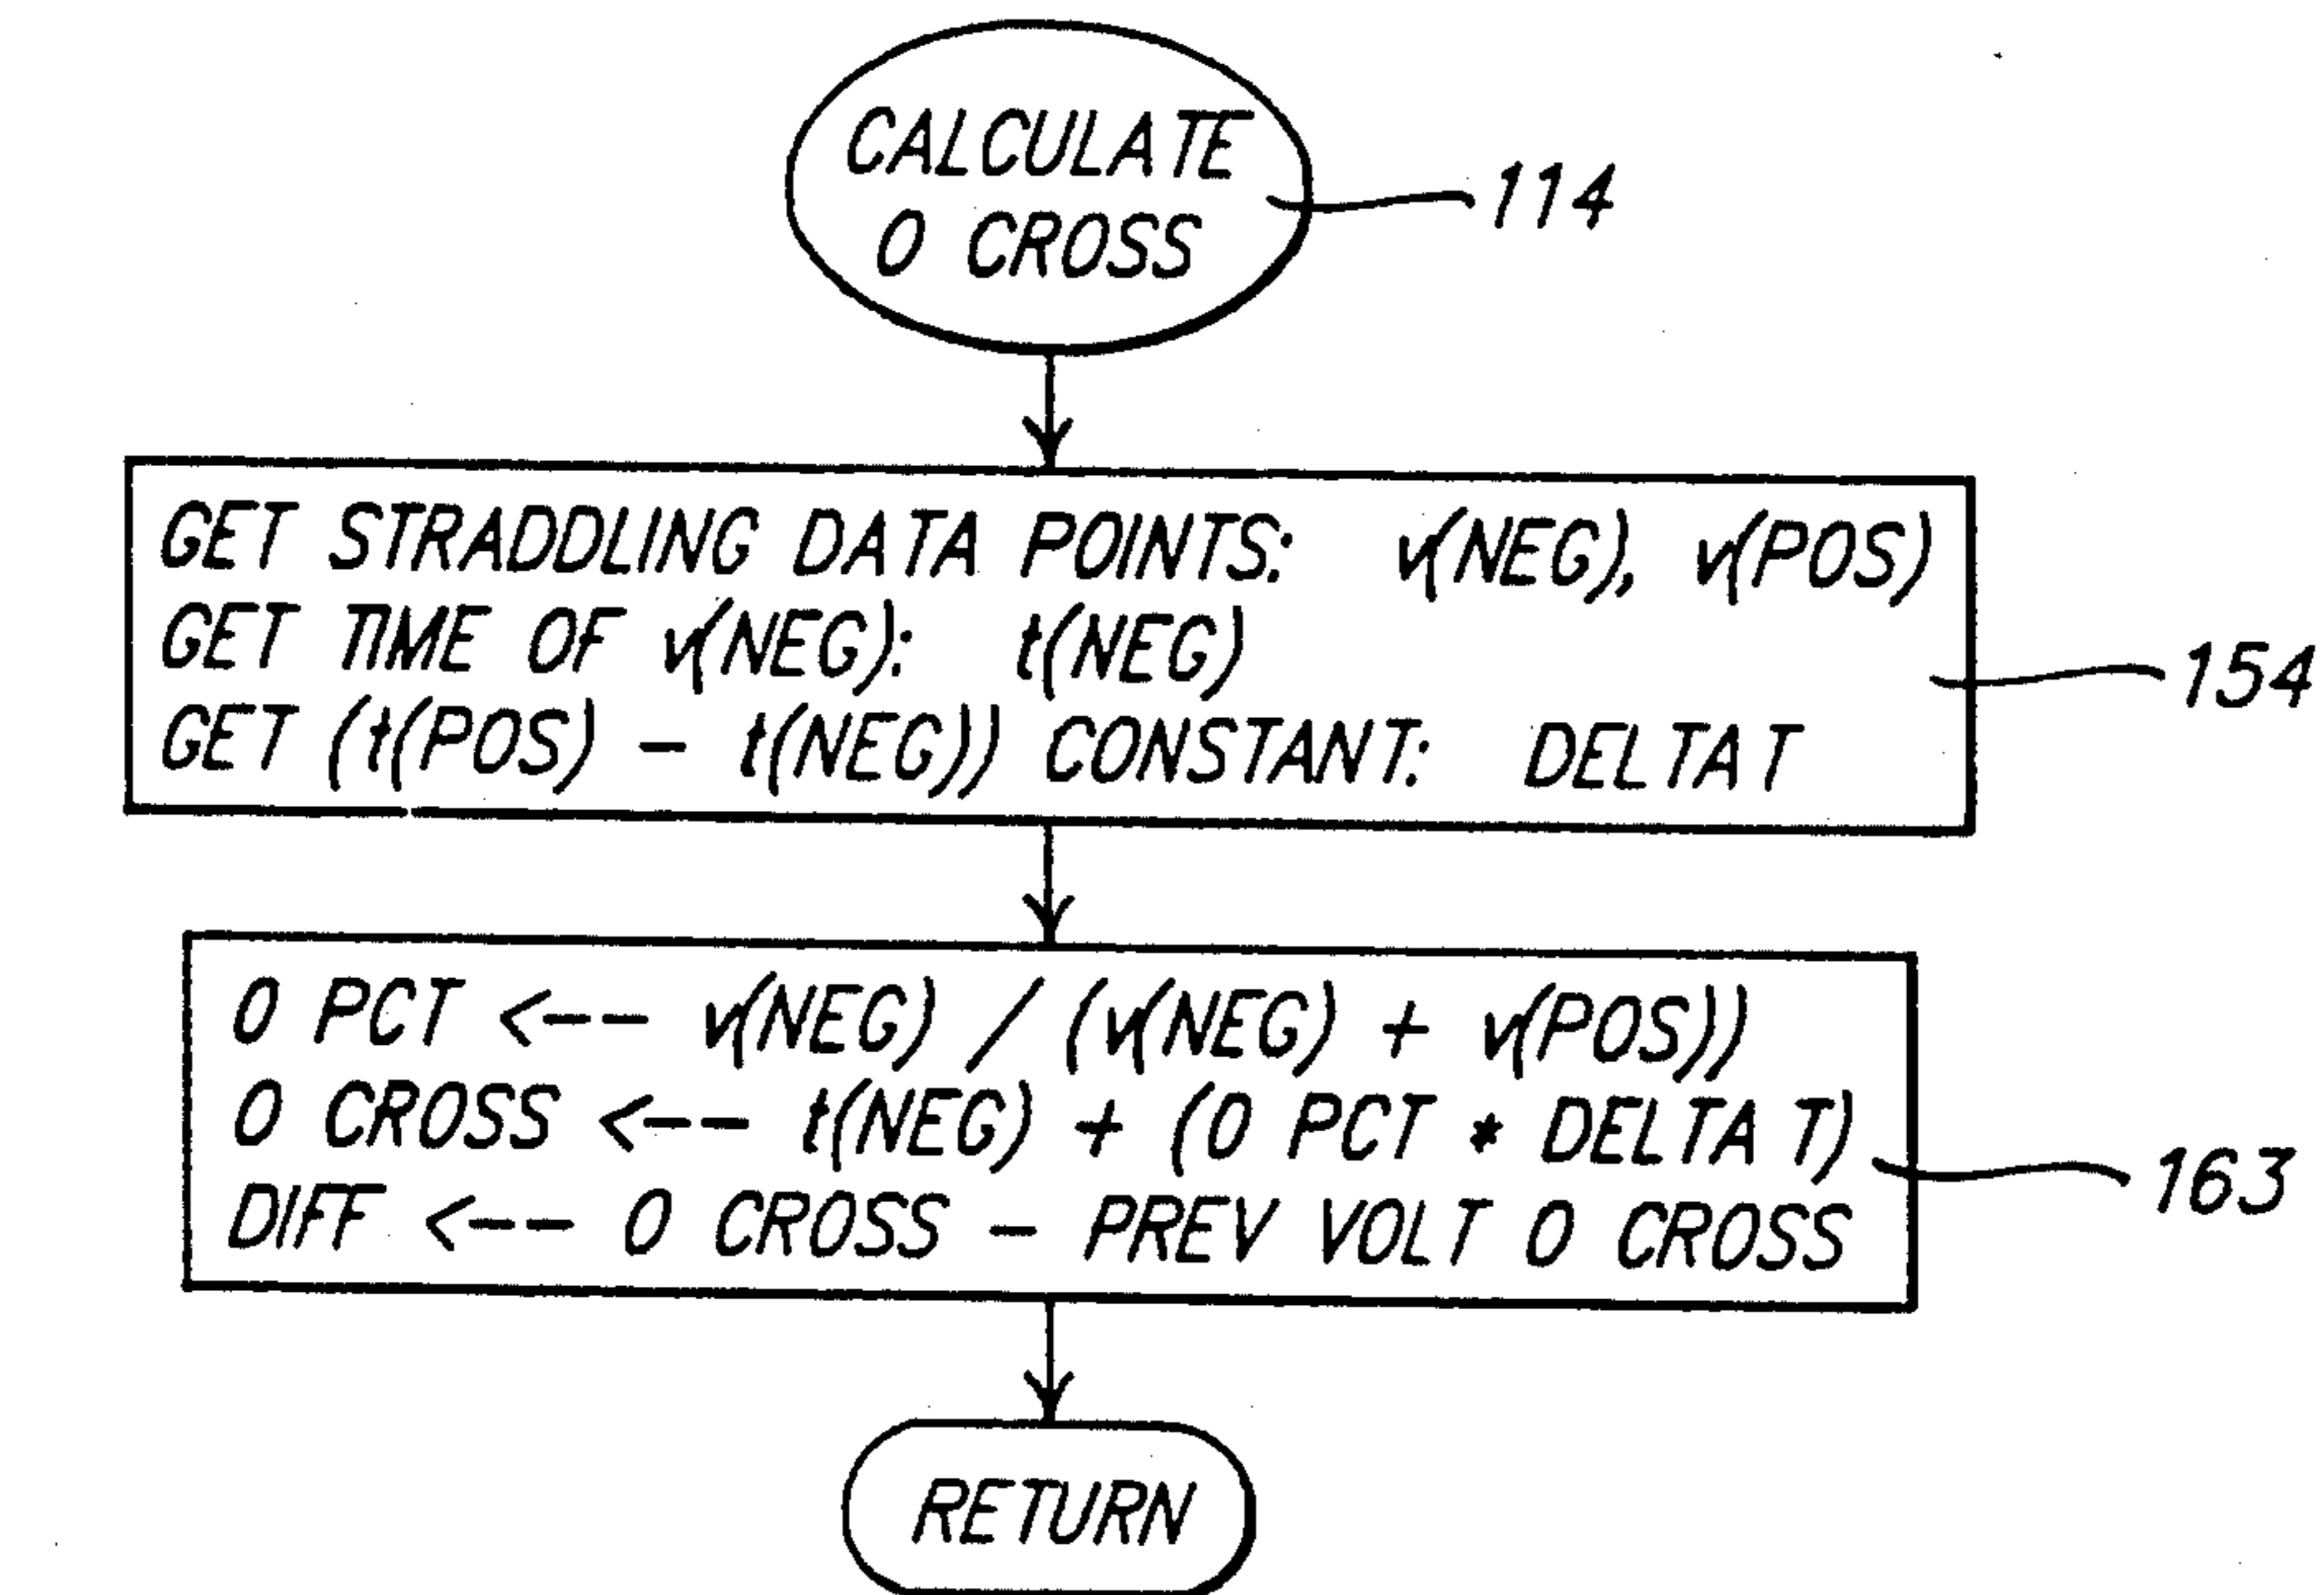 CALCULATE
0 CROSS
114
GET STRADDLING DATA POINTS: v(NEG), v(POS)
GET TIME OF v(NEG): t(NEG)
GET (t(POS) - t(NEG)) CONSTANT: DELTA T
154
0 PCT <-- v(NEG) / (v(NEG) + v(POS))
0 CROSS <-- t(NEG) + (0 PCT * DELTA T)
DIFF <-- 0 CROSS - PREV VOLT 0 CROSS
163
RETURN